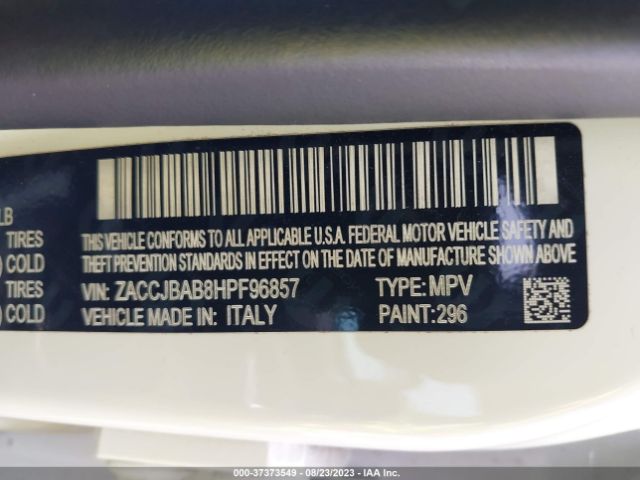 LB
TIRES
COLD
TIRES
COLD
THIS VEHICLE CONFORMS TO ALL APPLICABLE U.S.A. FEDERAL MOTOR VEHICLE SAFETY AND
THEFT PREVENTION STANDARDS IN EFFECT ON THE DATE OF MANUFACTURE SHOWN ABOVE
VIN: ZACCJBAB8HPF96857 TYPE: MPV
VEHICLE MADE IN: ITALY PAINT: 296
000-37373549 - 08/23/2023 - IAA Inc.